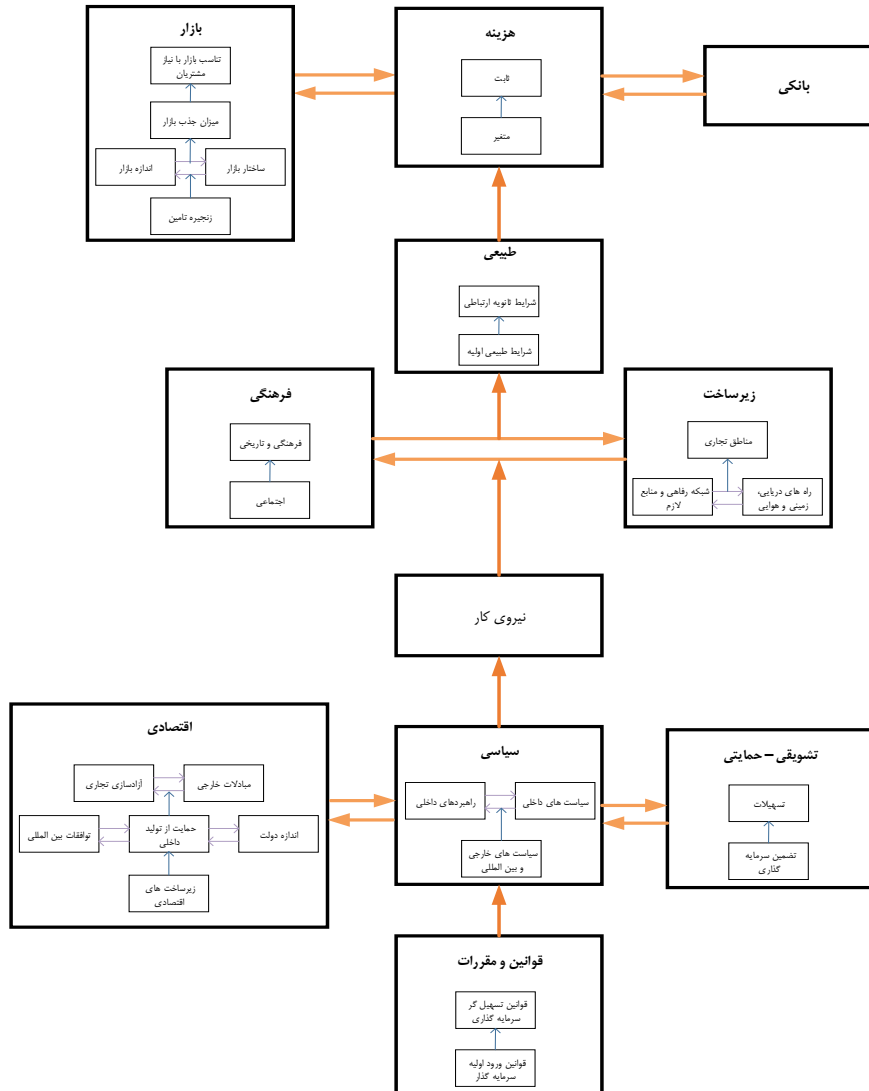 بازار
تناسب بازار با نیاز
مشتریان
میزان جذب بازار
ساختار بازار
اندازه بازار
زنجیره تامین
هزینه
ثابت
متغیر
بانکی
طبیعی
شرایط ثانویه ارتباطی
شرایط طبیعی اولیه
زیرساخت
مناطق تجاری
راه های دریایی،
زمینی و هوایی
شبکه رفاهی و منابع
لازم
فرهنگی
فرهنگی و تاریخی
اجتماعی
نیروی کار
تشویقی – حمایتی
تسهیلات
تضمین سرمایه
گذاری
سیاسی
سیاست های داخلی
راهبردهای داخلی
سیاست های خارجی
و بین المللی
اقتصادی
مبادلات خارجی
آزادسازی تجاری
اندازه دولت
حمایت از تولید
داخلی
توافقات بین المللی
زیرساخت های
اقتصادی
قوانین و مقررات
قوانین تسهیل گر
سرمایه گذاری
قوانین ورود اولیه
سرمایه گذار